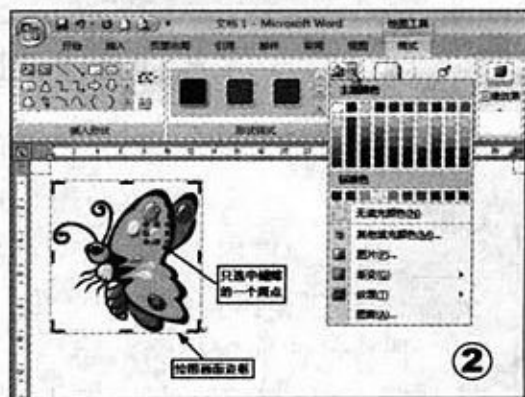 文档 1 - Microsoft Word
绘图工具
开始 插入 页面布局 引用 邮件 审阅 视图 格式
插入形状
形状样式
三维效果
主题颜色
标准色
无填充颜色(N)
其他填充颜色(M)...
图片(P)...
渐变(G)
纹理(T)
图案(A)...
只选中蝴蝶
的一个斑点
绘图画面边框
2